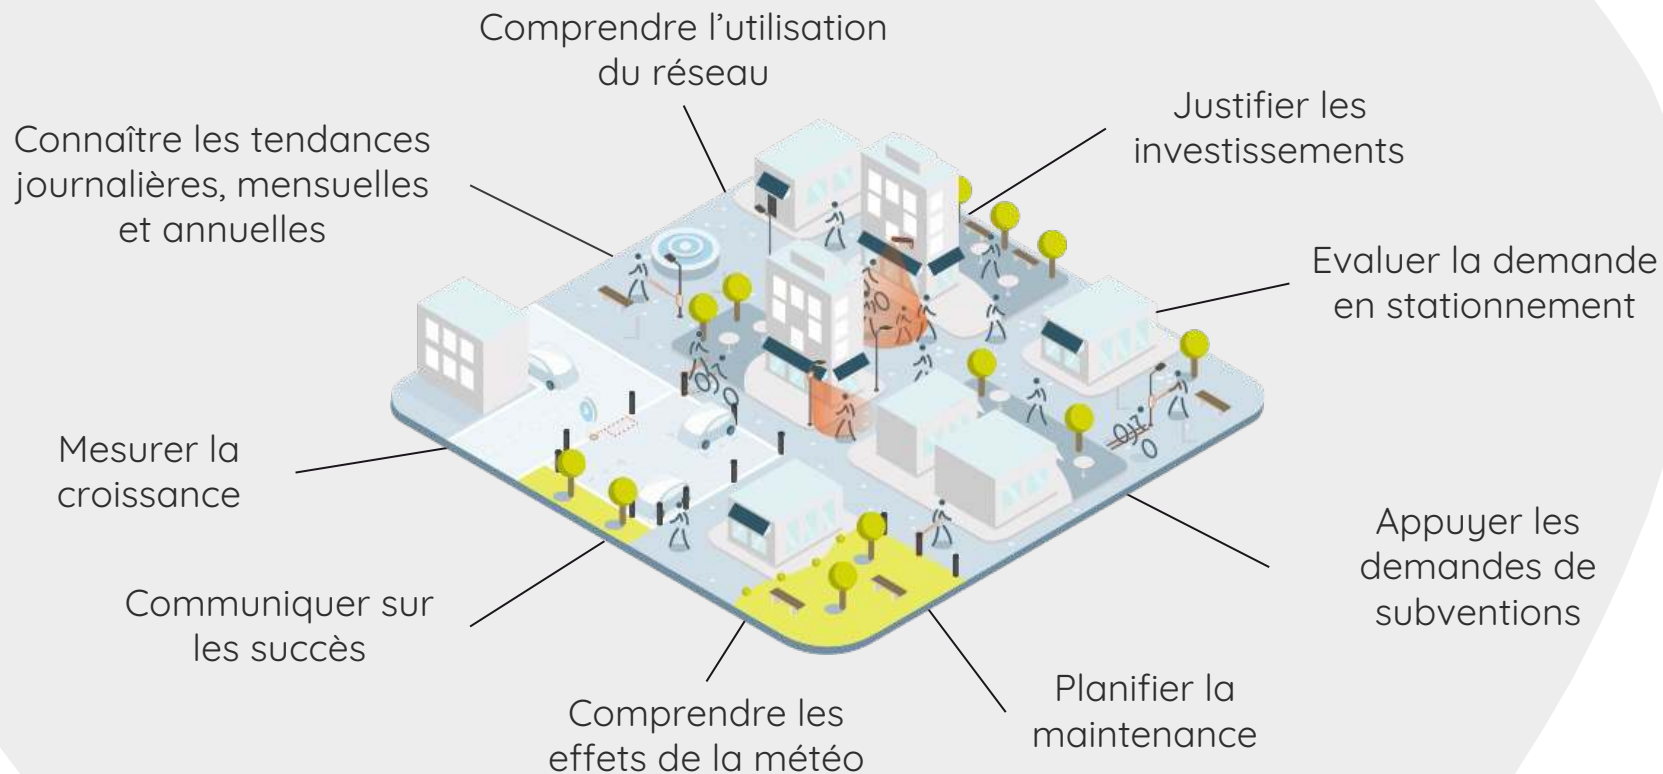 Comprendre l’utilisation
du réseau
Justifier les
investissements
Connaître les tendances
journalières, mensuelles
et annuelles
Evaluer la demande
en stationnement
Mesurer la
croissance
Appuyer les
demandes de
subventions
Communiquer sur
les succès
Planifier la
maintenance
Comprendre les
effets de la météo